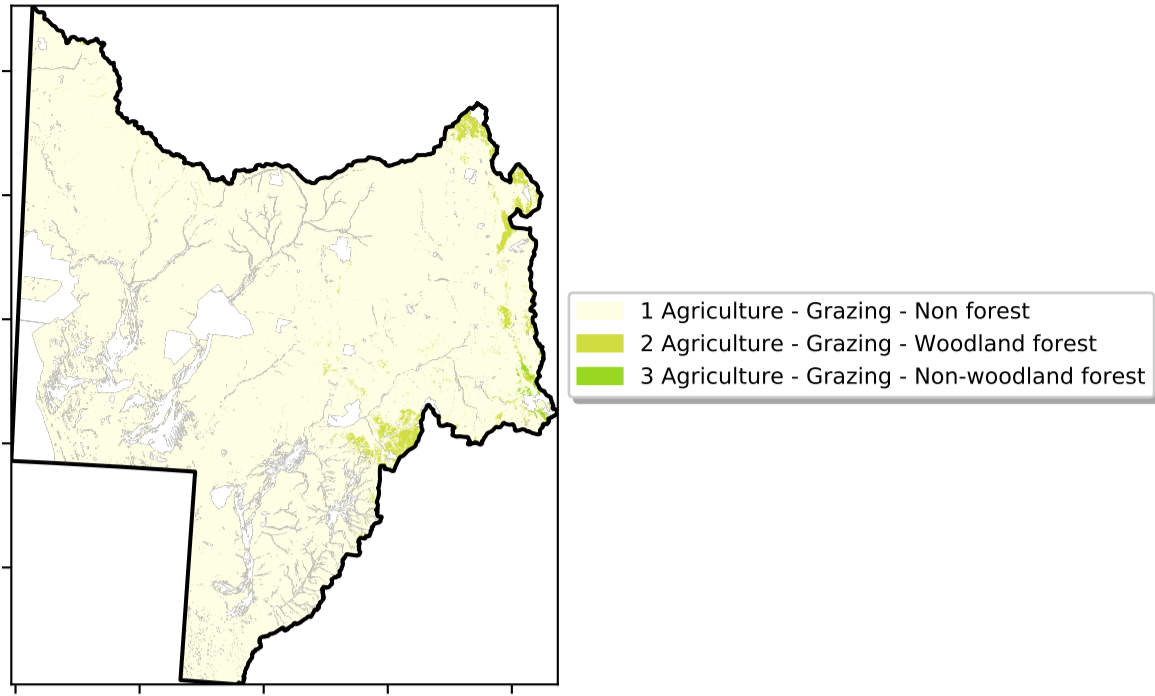 1 Agriculture - Grazing - Non forest
2 Agriculture - Grazing - Woodland forest
3 Agriculture - Grazing - Non-woodland forest